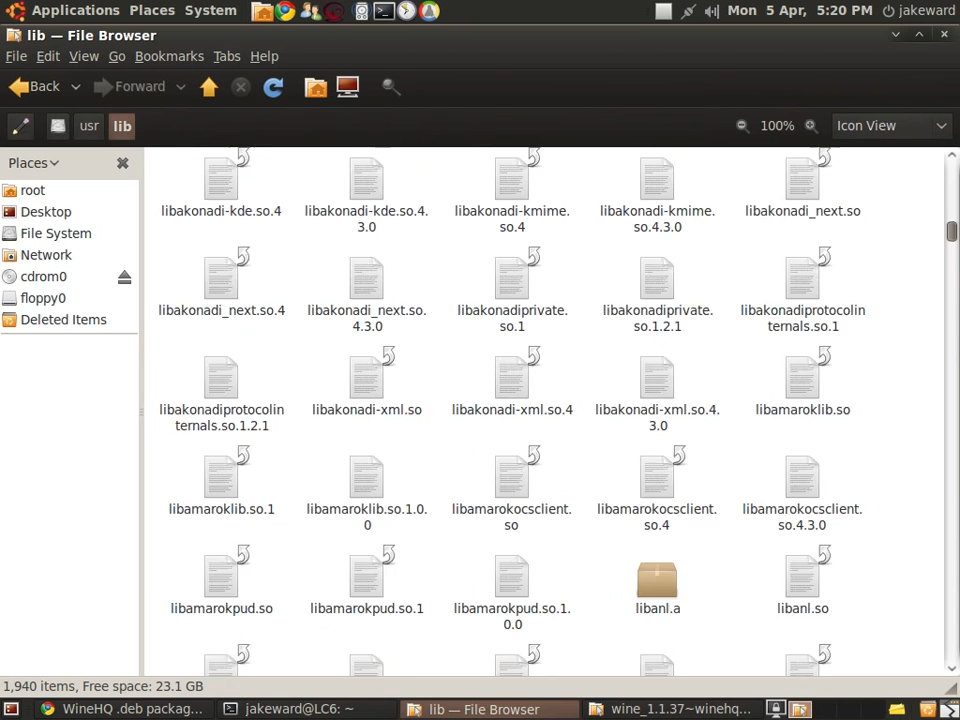 Applications Places System Mon 5 Apr, 5:20 PM jakeward
lib — File Browser
File Edit View Go Bookmarks Tabs Help
Back Forward
usr lib 100% Icon View
Places
root
Desktop
File System
Network
cdrom0
floppy0
Deleted Items
libakonadi-kde.so.4
libakonadi-kde.so.4.
3.0
libakonadi-kmime.
so.4
libakonadi-kmime.
so.4.3.0
libakonadi_next.so
libakonadi_next.so.4
libakonadi_next.so.
4.3.0
libakonadiprivate.
so.1
libakonadiprivate.
so.1.2.1
libakonadiprotocolin
ternals.so.1
libakonadiprotocolin
ternals.so.1.2.1
libakonadi-xml.so
libakonadi-xml.so.4
libakonadi-xml.so.4.
3.0
libamaroklib.so
libamaroklib.so.1
libamaroklib.so.1.0.
0
libamarokocsclient.
so
libamarokocsclient.
so.4
libamarokocsclient.
so.4.3.0
libamarokpud.so
libamarokpud.so.1
libamarokpud.so.1.
0.0
libanl.a
libanl.so
1,940 items, Free space: 23.1 GB
WineHQ .deb packag...
jakeward@LC6: ~
lib — File Browser
wine_1.1.37~winehq...